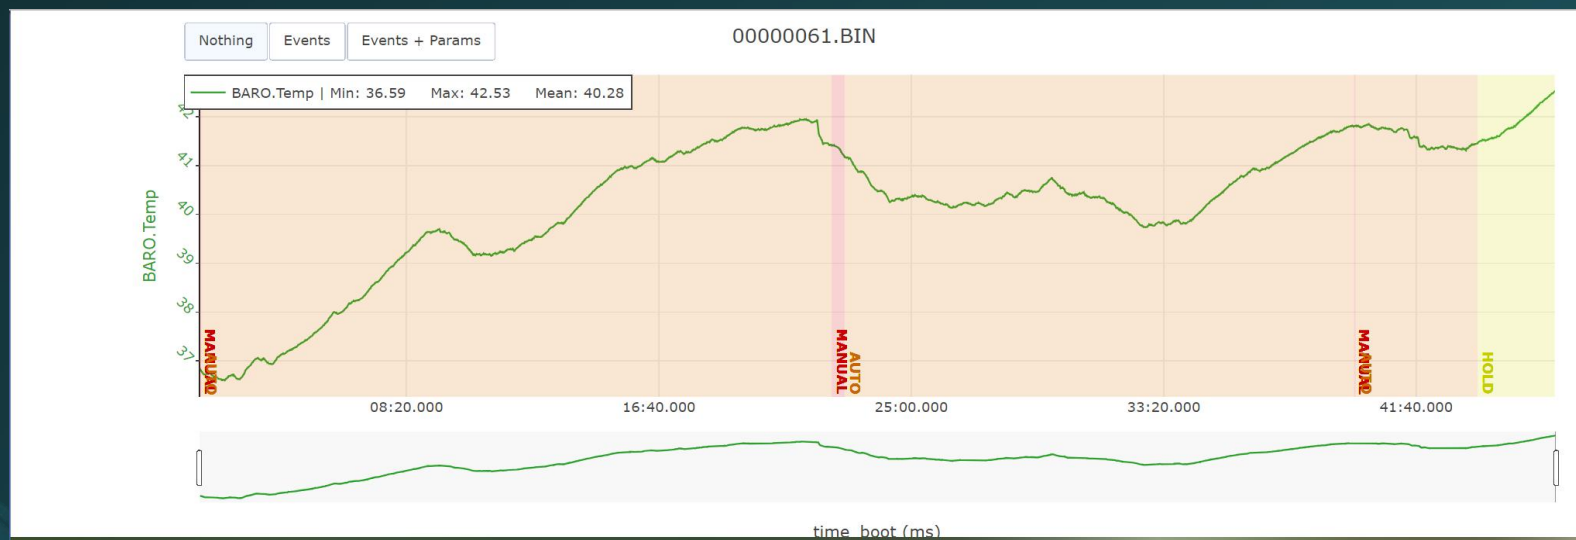 Nothing Events Events + Params
00000061.BIN
BARO.Temp | Min: 36.59 Max: 42.53 Mean: 40.28
BARO.Temp
42
41
40
39
38
37
MANUAL
MANUAL
AUTO
MANUAL
HOLD
08:20.000 16:40.000 25:00.000 33:20.000 41:40.000
time_boot (ms)